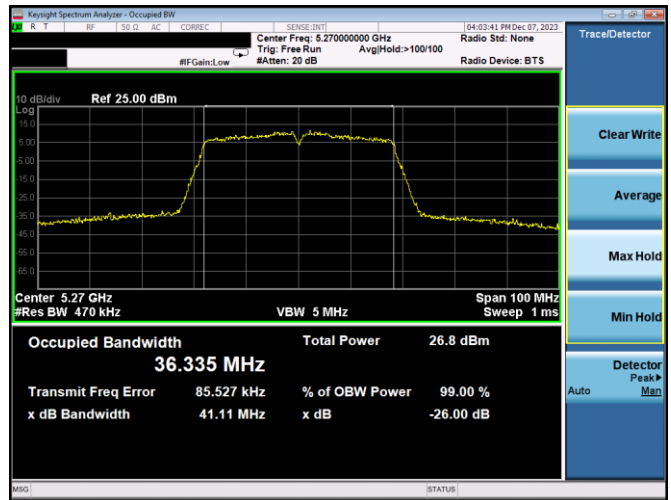 Keysight Spectrum Analyzer - Occupied BW
R T RF 50 Ω AC CORREC SENSE:INT 04:03:41 PM Dec 07, 2023
Center Freq: 5.270000000 GHz Radio Std: None
Trig: Free Run Avg|Hold:>100/100
#IFGain:Low #Atten: 20 dB Radio Device: BTS
Trace/Detector
10 dB/div Ref 25.00 dBm
Log
15.0
5.00
-5.00
-15.0
-25.0
-35.0
-45.0
-55.0
-65.0
Center 5.27 GHz Span 100 MHz
#Res BW 470 kHz VBW 5 MHz Sweep 1 ms
Occupied Bandwidth Total Power 26.8 dBm
36.335 MHz
Transmit Freq Error 85.527 kHz % of OBW Power 99.00 %
x dB Bandwidth 41.11 MHz x dB -26.00 dB
Clear Write
Average
Max Hold
Min Hold
Detector
Peak▶
Auto Man
MSG STATUS